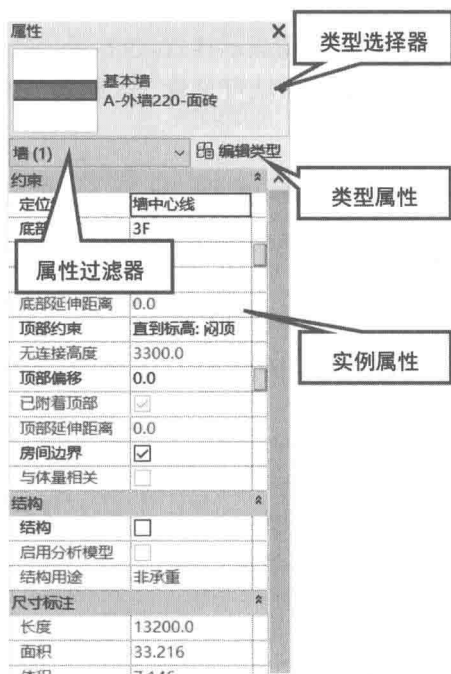 属性
类型选择器
基本墙
A-外墙220-面砖
墙 (1)
编辑类型
类型属性
约束
定位
墙中心线
底部
3F
属性过滤器
底部延伸距离 0.0
顶部约束 直到标高: 闷顶
无连接高度 3300.0
实例属性
顶部偏移 0.0
已附着顶部
顶部延伸距离 0.0
房间边界
与体量相关
结构
结构
启用分析模型
结构用途 非承重
尺寸标注
长度 13200.0
面积 33.216